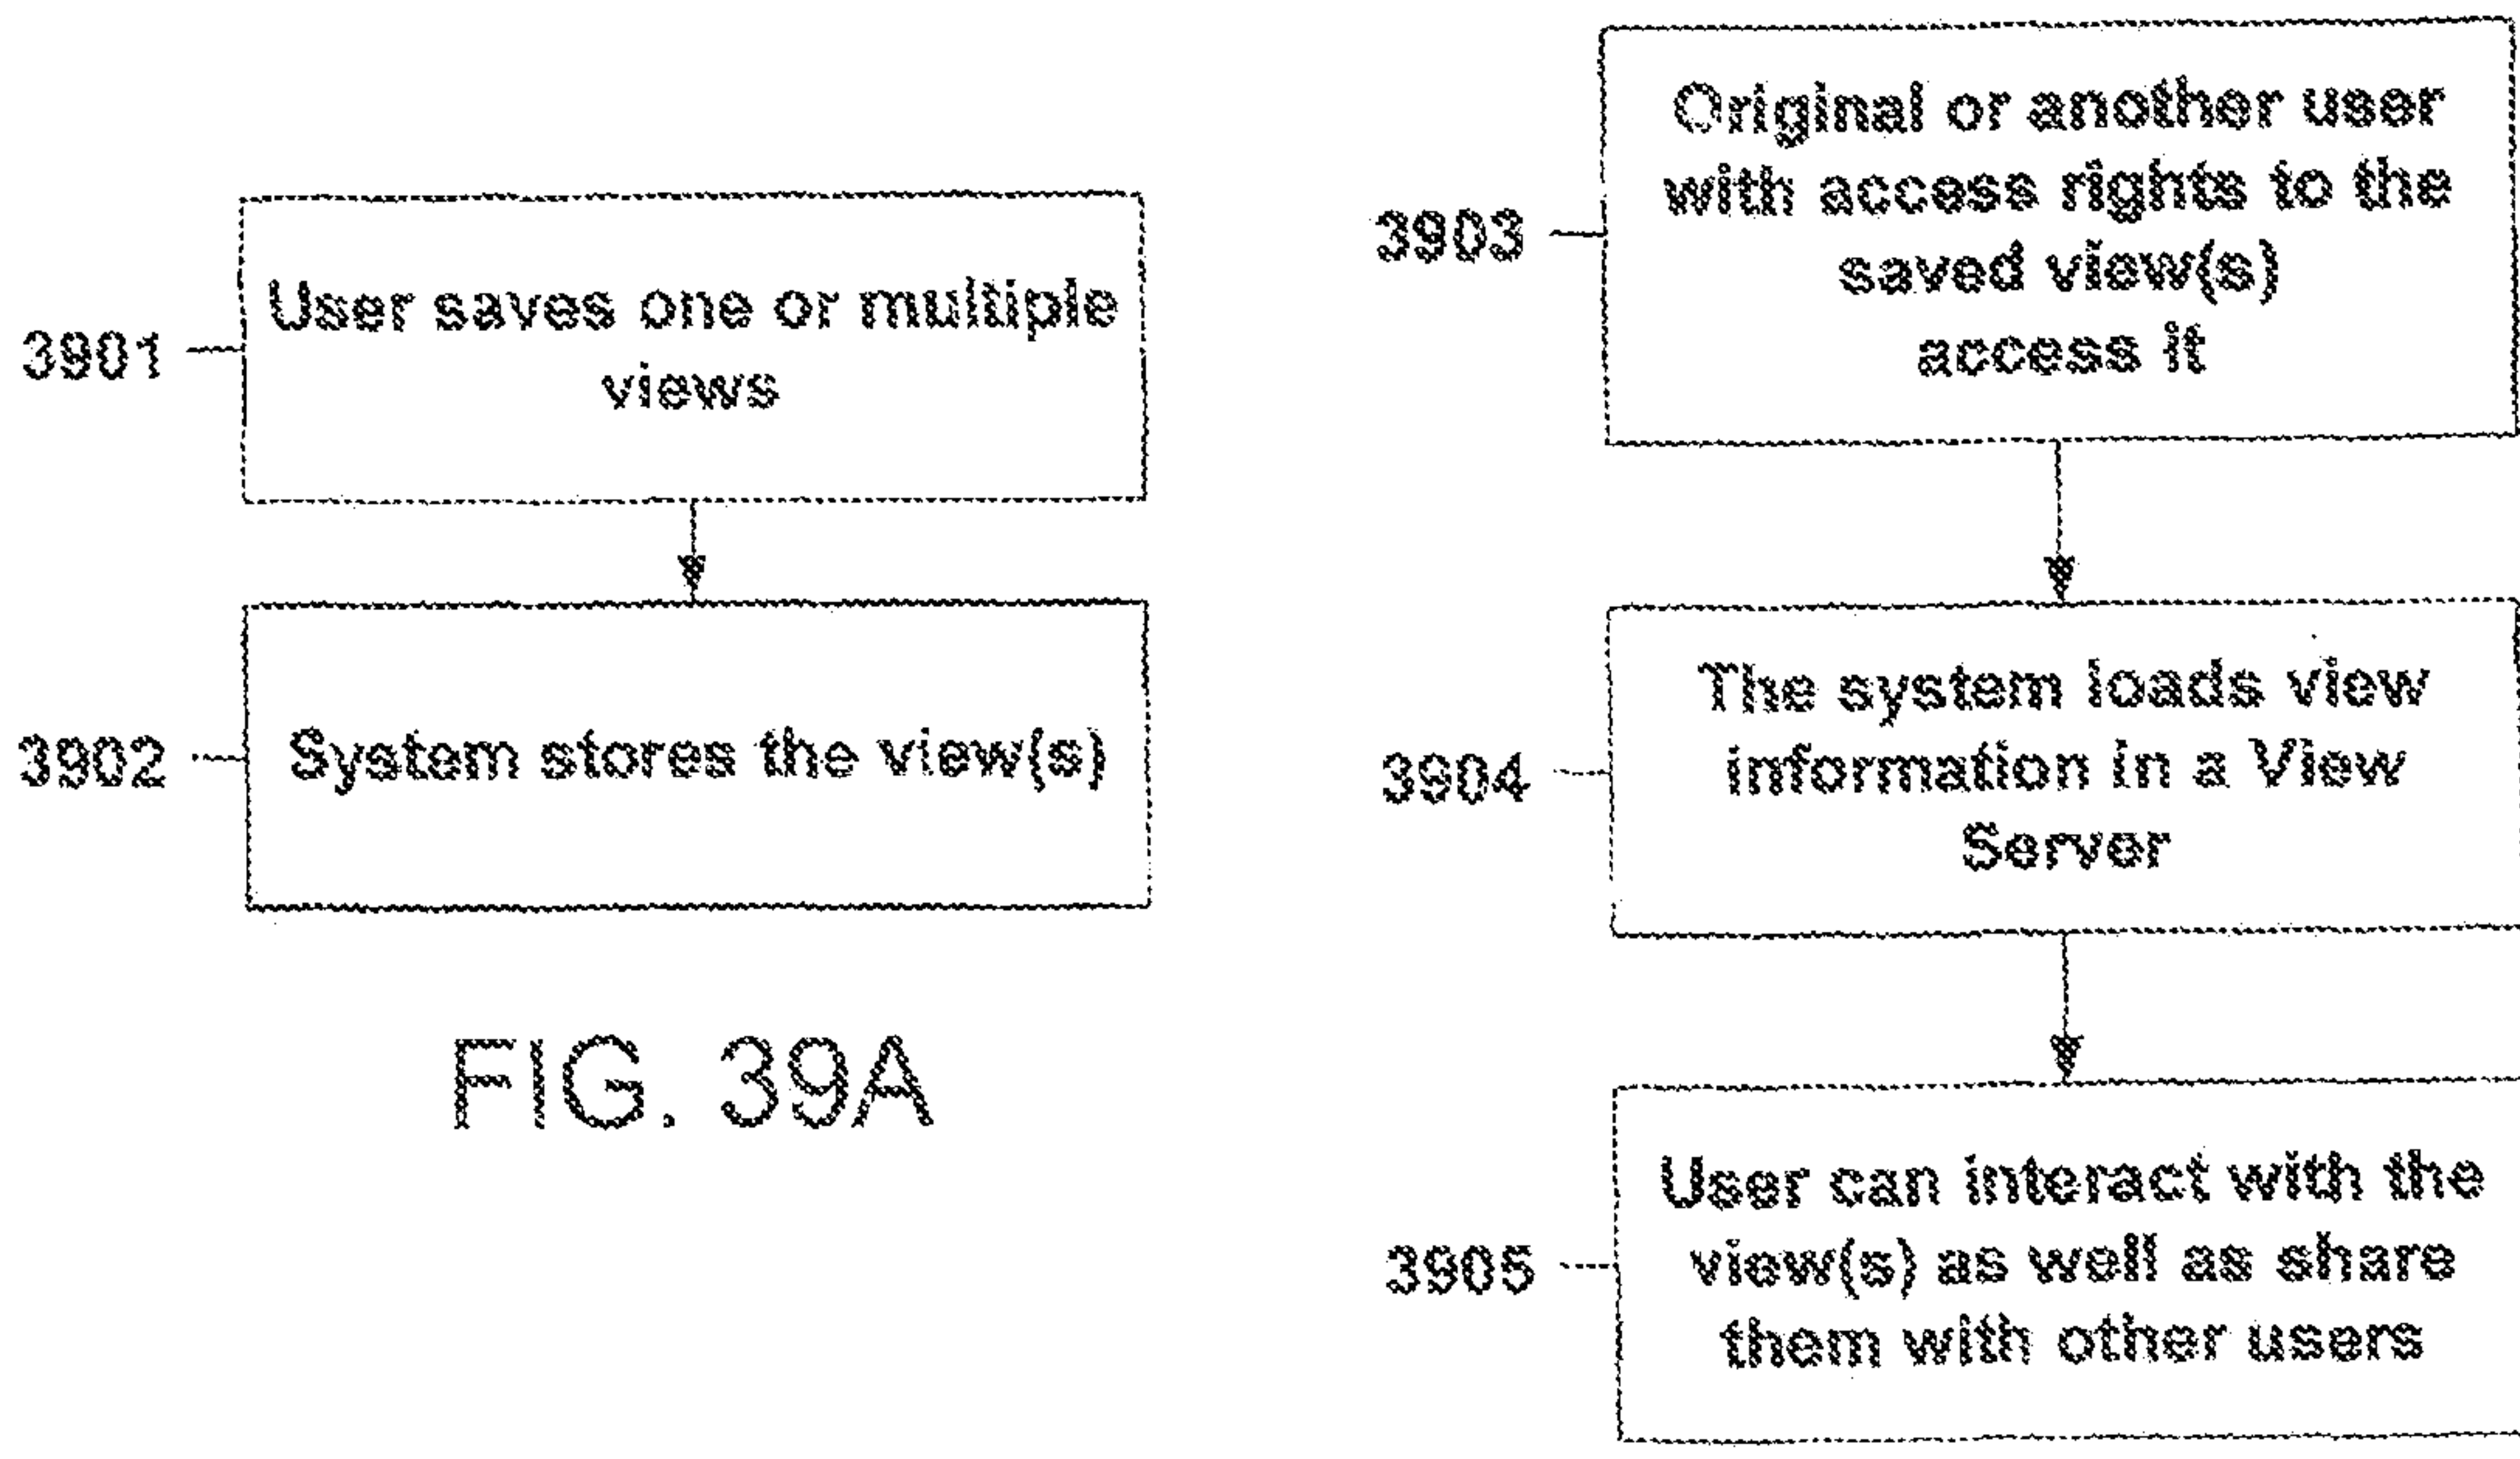 3901
User saves one or multiple
views
3902
System stores the view(s)
FIG. 39A
3903
Original or another user
with access rights to the
saved view(s)
access it
3904
The system loads view
information in a View
Server
3905
User can interact with the
view(s) as well as share
them with other users